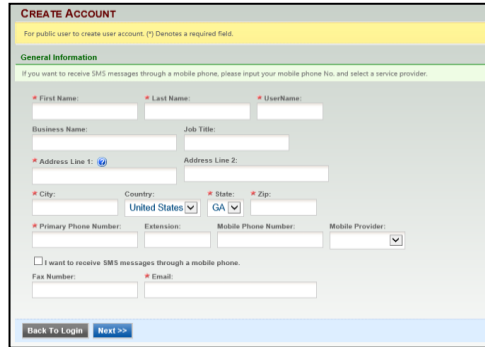 CREATE ACCOUNT
For public user to create user account. (*) Denotes a required field.
General Information
If you want to receive SMS messages through a mobile phone, please input your mobile phone No. and select a service provider.
* First Name: * Last Name: * UserName:
Business Name: Job Title:
* Address Line 1: ? Address Line 2:
* City: Country: * State: * Zip:
United States GA
* Primary Phone Number: Extension: Mobile Phone Number: Mobile Provider:
I want to receive SMS messages through a mobile phone.
Fax Number: * Email:
Back To Login Next >>